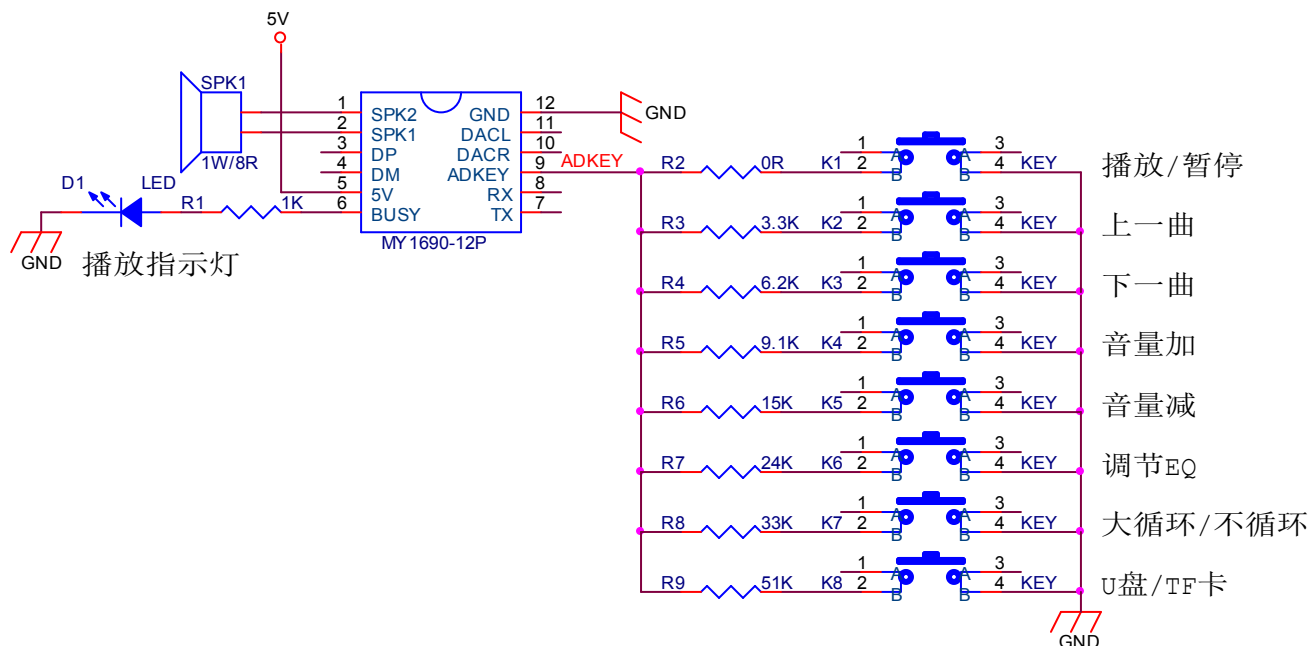 5V
SPK1
1W/8R
1 SPK2 GND 12
2 SPK1 DACL 11
3 DP DACR 10
4 DM ADKEY 9 ADKEY
5 5V RX 8
6 BUSY TX 7
MY1690-12P
GND
D1 LED R1 1K
GND 播放指示灯
R2 0R K1 1 2 A B A B 3 4 KEY 播放/暂停
R3 3.3K K2 1 2 A B A B 3 4 KEY 上一曲
R4 6.2K K3 1 2 A B A B 3 4 KEY 下一曲
R5 9.1K K4 1 2 A B A B 3 4 KEY 音量加
R6 15K K5 1 2 A B A B 3 4 KEY 音量减
R7 24K K6 1 2 A B A B 3 4 KEY 调节EQ
R8 33K K7 1 2 A B A B 3 4 KEY 大循环/不循环
R9 51K K8 1 2 A B A B 3 4 KEY U盘/TF卡
GND